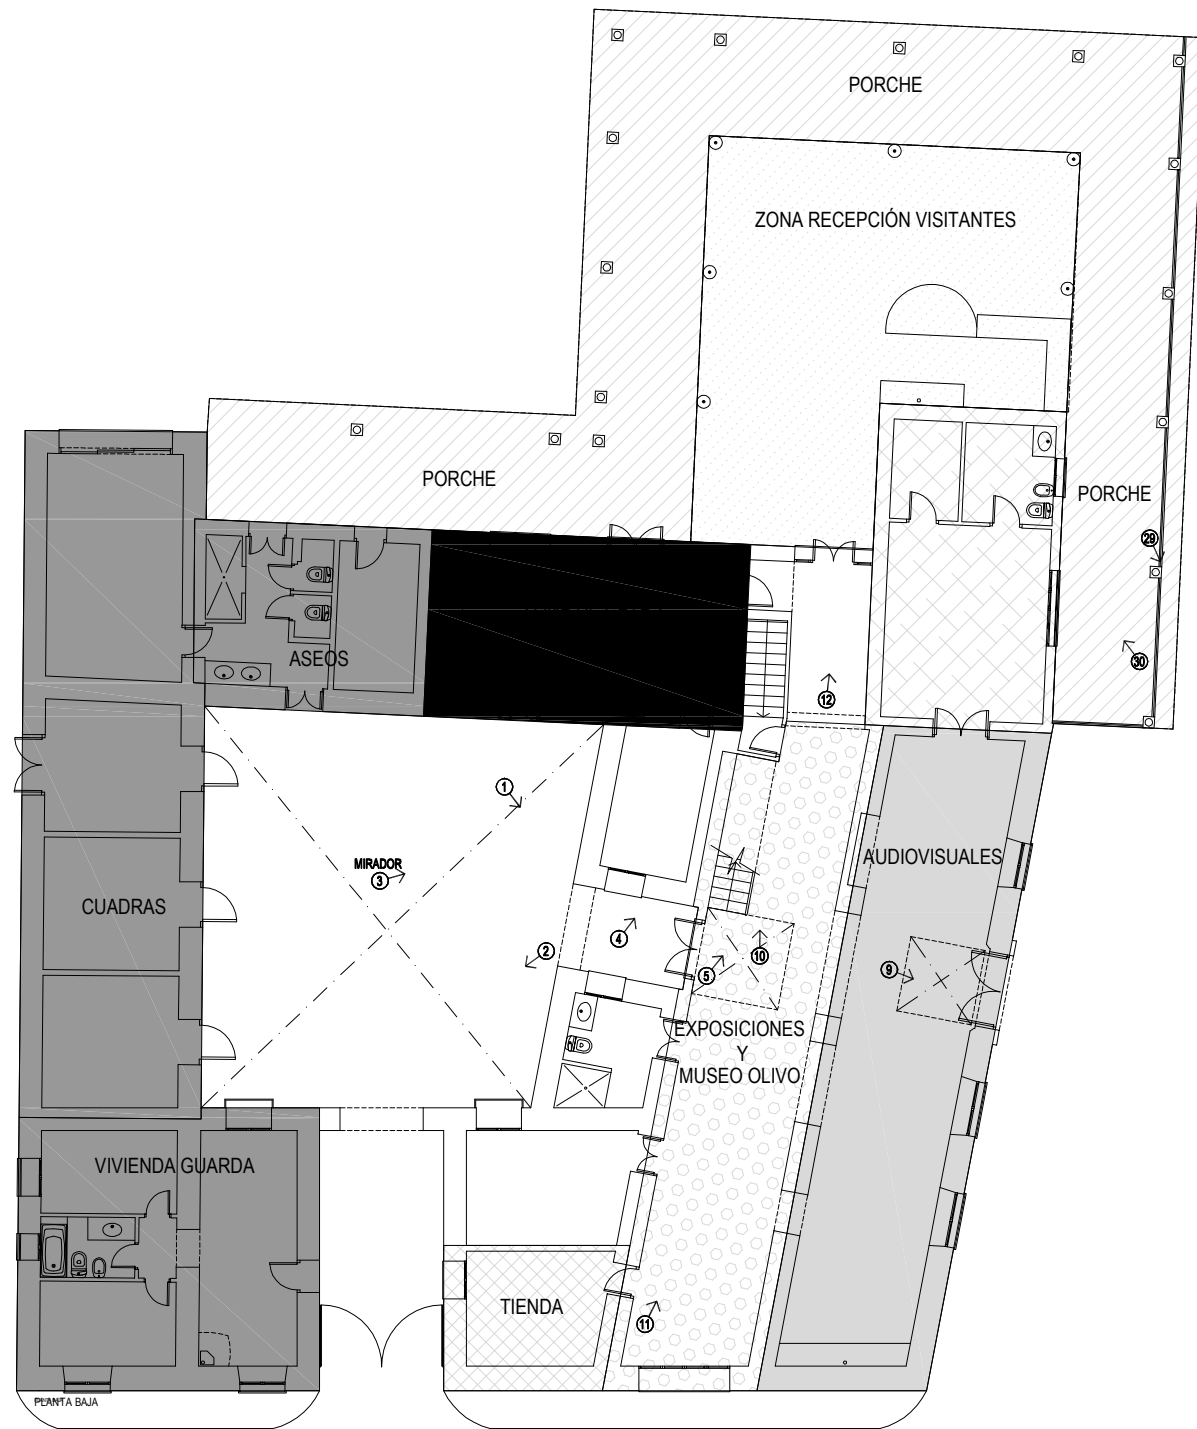 PORCHE
ZONA RECEPCIÓN VISITANTES
PORCHE
PORCHE
29
30
ASEOS
12
1
MIRADOR
3
CUADRAS
AUDIOVISUALES
4
2
10
5
9
EXPOSICIONES
Y
MUSEO OLIVO
VIVIENDA GUARDA
TIENDA
11
PLANTA BAJA